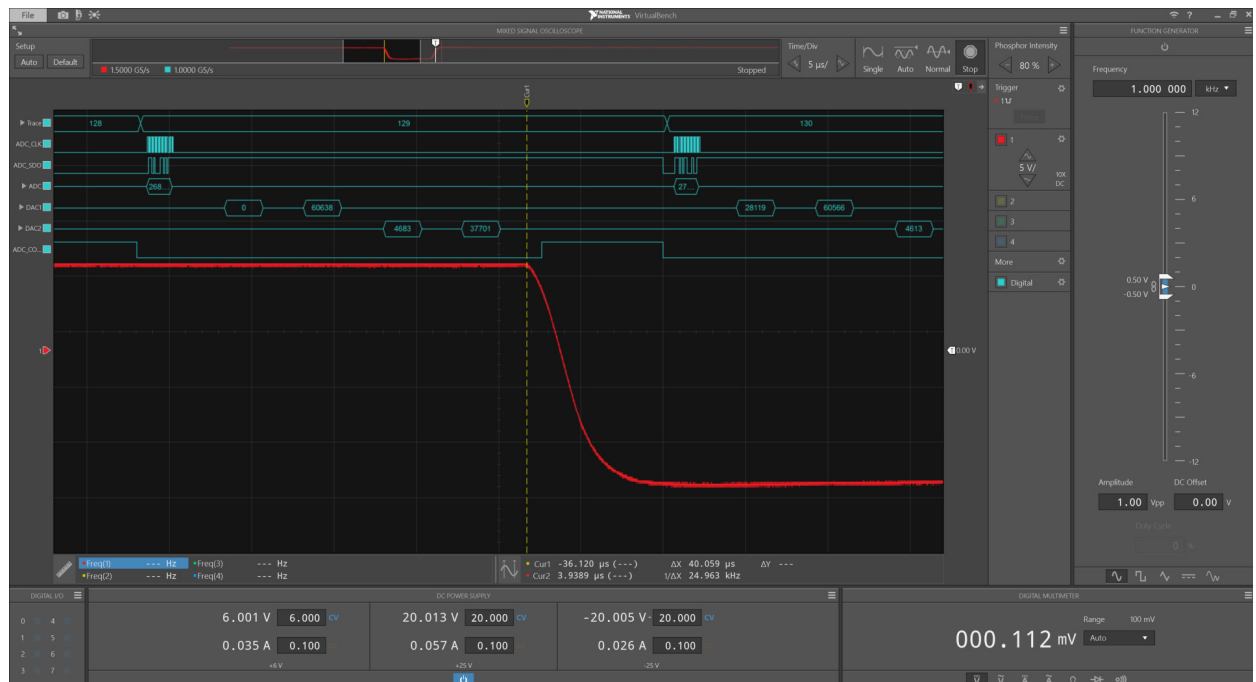 File
NATIONAL INSTRUMENTS VirtualBench
?
MIXED SIGNAL OSCILLOSCOPE
FUNCTION GENERATOR
Setup
Auto Default
1.5000 GS/s 1.0000 GS/s
Stopped
Time/Div
5 µs/
Single Auto Normal Stop
Phosphor Intensity
80 %
Frequency
1.000 000 kHz
Cur1
Trigger
1
Trace 128 129 130
ADC_CLK
ADC_SDO
ADC 268... 27...
DAC1 0 60638 28119 60566
DAC2 4683 37701 4613
ADC_CO...
1
5 V/
10X
DC
2
3
4
More
Digital
1
0.00 V
12
6
0.50 V
-0.50 V
0
-6
-12
Amplitude DC Offset
1.00 Vpp 0.00 V
Duty Cycle
0 %
Freq(1) --- Hz Freq(3) --- Hz
Freq(2) --- Hz Freq(4) --- Hz
Cur1 -36.120 µs (---) ΔX 40.059 µs ΔY ---
Cur2 3.9389 µs (---) 1/ΔX 24.963 kHz
DIGITAL I/O
0 4
1 5
2 6
3 7
DC POWER SUPPLY
6.001 V 6.000 CV 20.013 V 20.000 CV -20.005 V - 20.000 CV
0.035 A 0.100 0.057 A 0.100 0.026 A 0.100
+6 V +25 V -25 V
DIGITAL MULTIMETER
000.112 mV
Range 100 mV
Auto